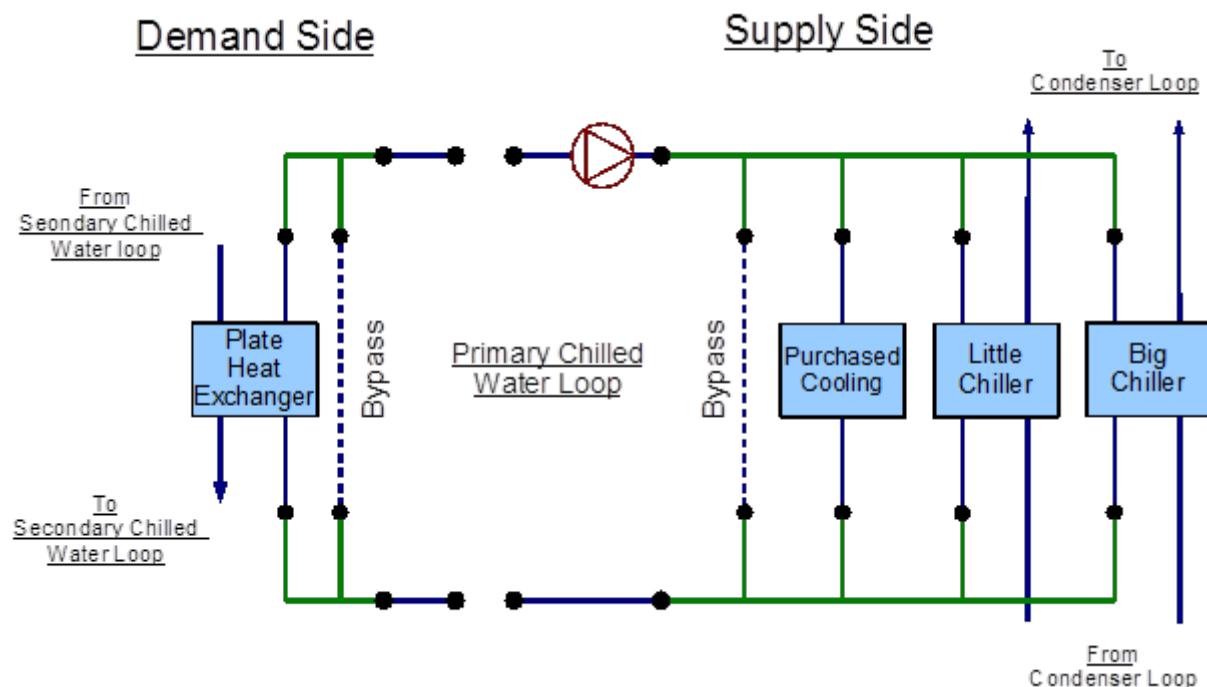 Demand Side
Supply Side
To
Condenser Loop
From
Seondary Chilled
Water loop
Plate
Heat
Exchanger
Bypass
Primary Chilled
Water Loop
Bypass
Purchased
Cooling
Little
Chiller
Big
Chiller
To
Secondary Chilled
Water Loop
From
Condenser Loop